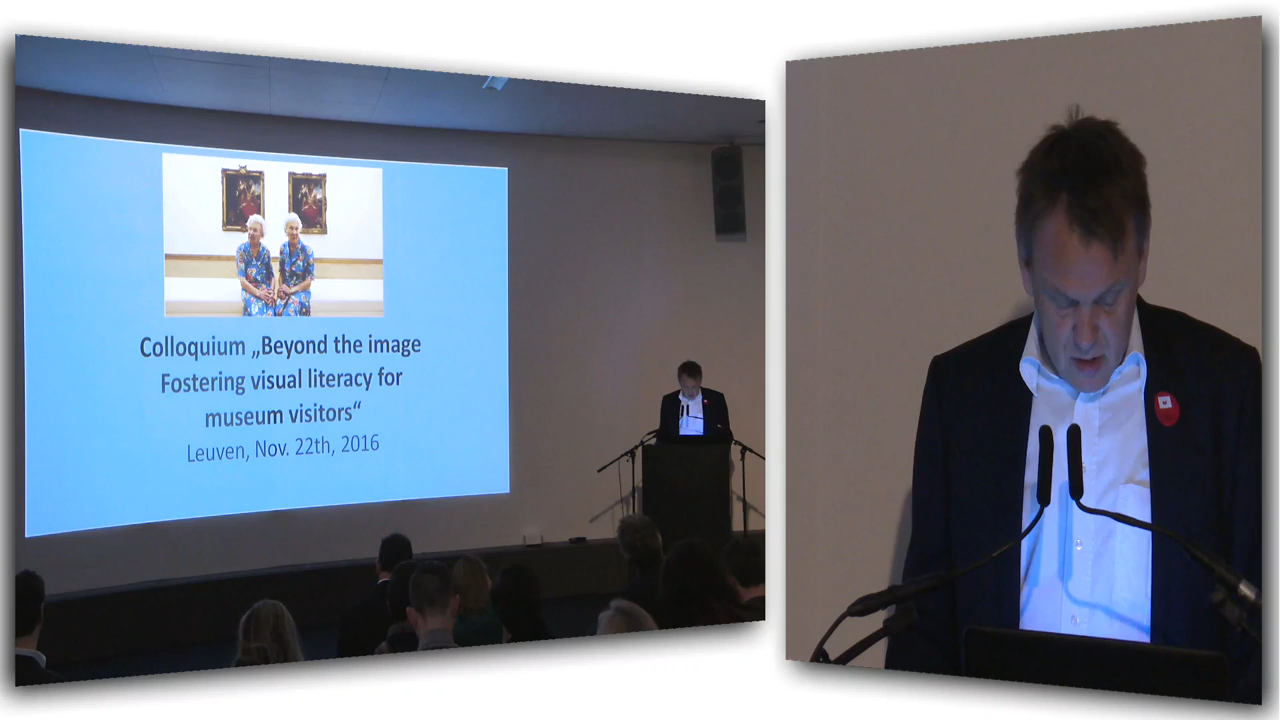 Colloquium „Beyond the image
Fostering visual literacy for
museum visitors“
Leuven, Nov. 22th, 2016